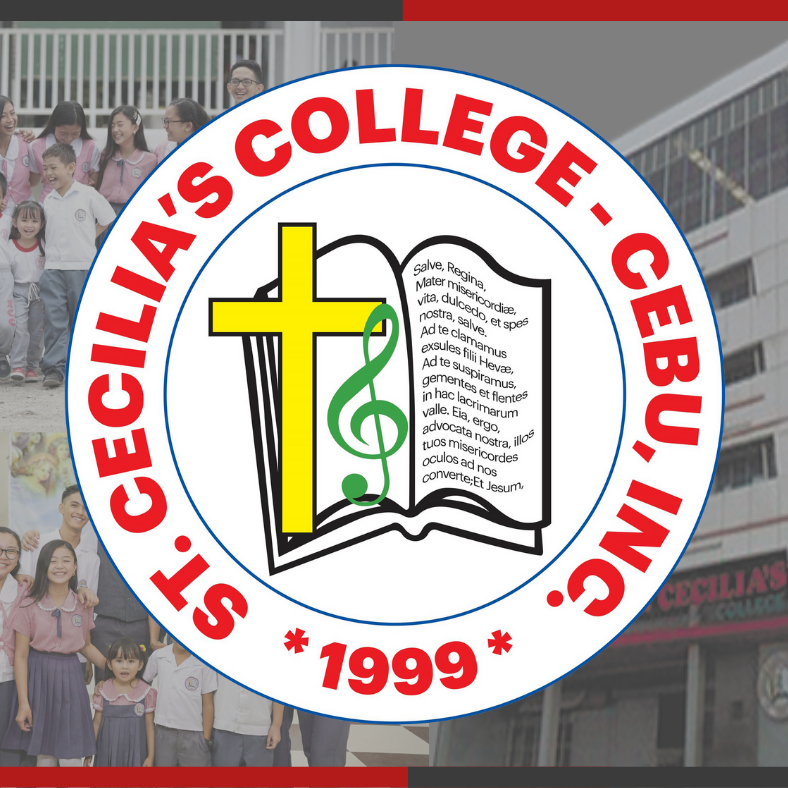 ST. CECILIA'S COLLEGE - CEBU, INC.
* 1999 *
Salve, Regina,
Mater misericordiæ,
vita, dulcedo, et spes
nostra, salve.
Ad te clamamus
exsules filii Hevæ,
Ad te suspiramus,
gementes et flentes
in hac lacrimarum
valle. Eia, ergo,
advocata nostra, illos
tuos misericordes
oculos ad nos
converte;Et Jesum,
CECILIA'S
COLLEGE